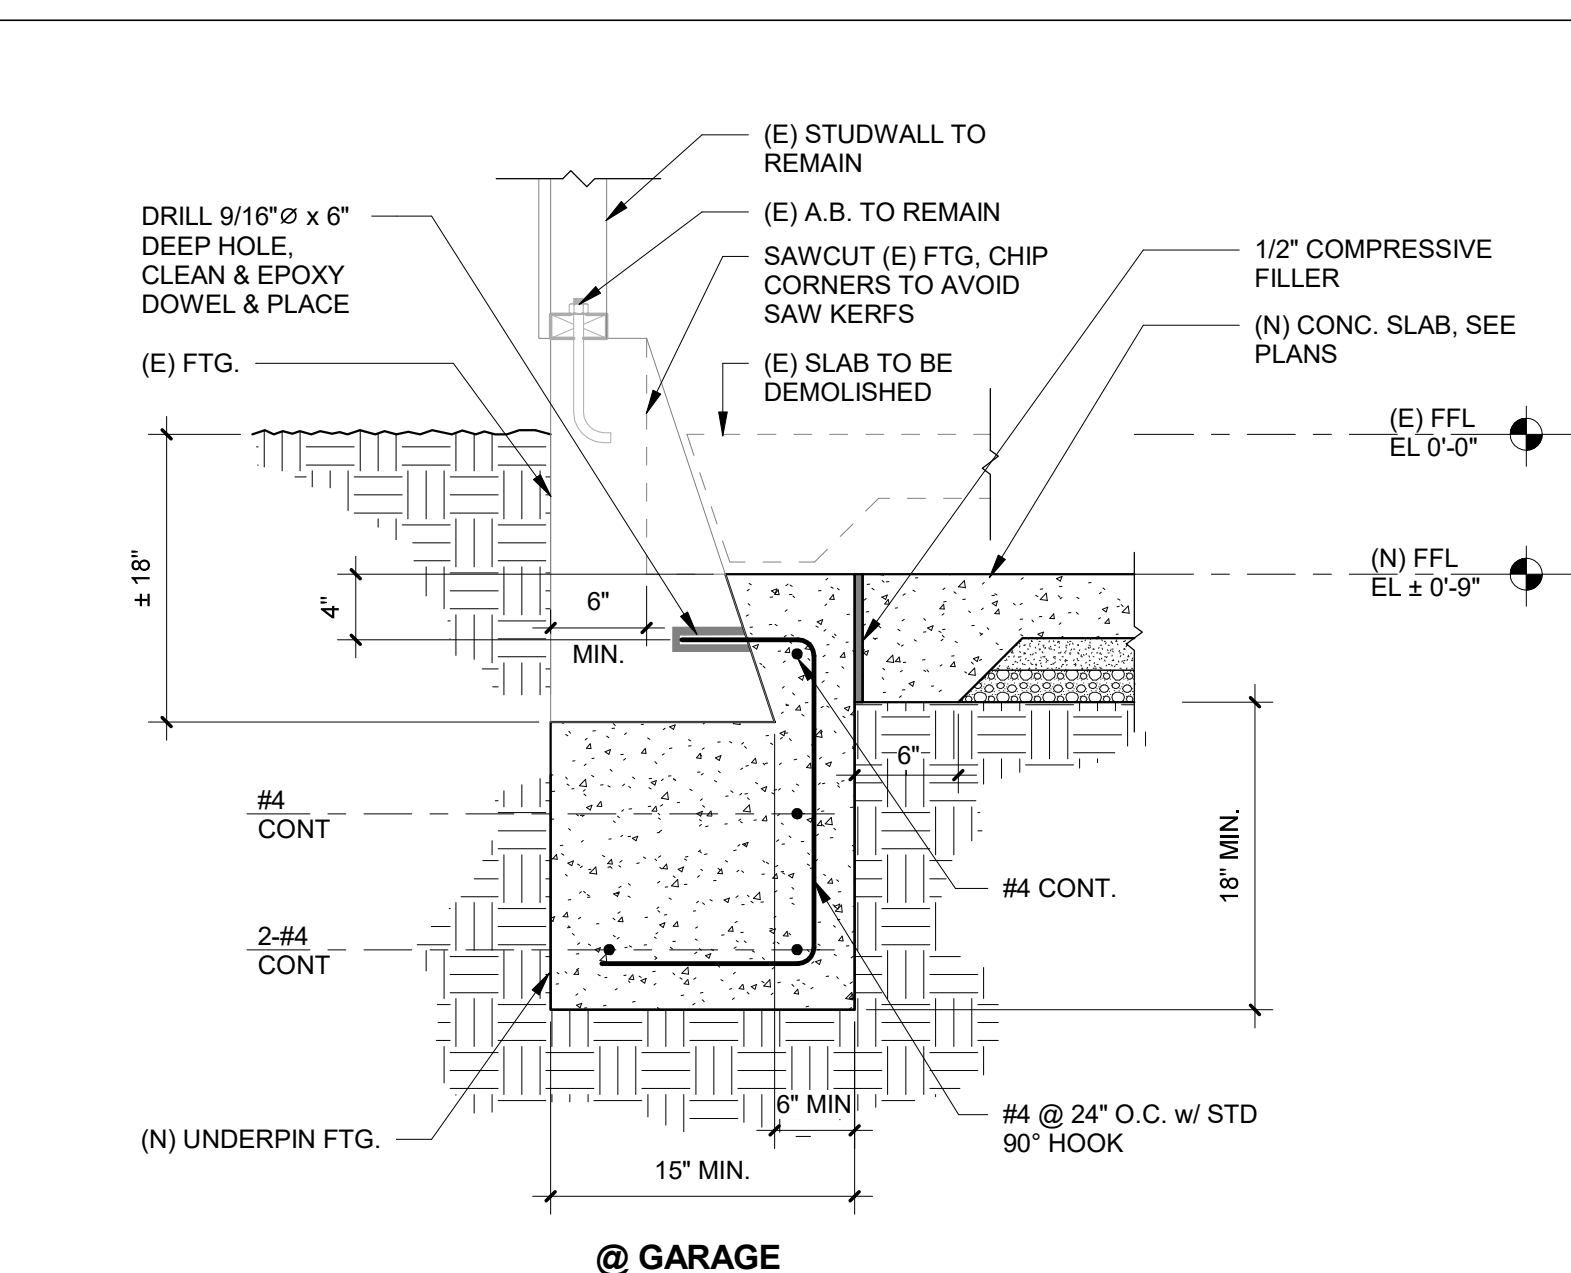 (E) STUDWALL TO
REMAIN
DRILL 9/16"Ø x 6"
DEEP HOLE,
CLEAN & EPOXY
DOWEL & PLACE
(E) A.B. TO REMAIN
SAWCUT (E) FTG, CHIP
CORNERS TO AVOID
SAW KERFS
1/2" COMPRESSIVE
FILLER
(N) CONC. SLAB, SEE
PLANS
(E) FTG.
(E) SLAB TO BE
DEMOLISHED
(E) FFL
EL 0'-0"
(N) FFL
EL ± 0'-9"
± 18"
4"
6"
MIN.
6"
#4
CONT
18" MIN.
#4 CONT.
2-#4
CONT
(N) UNDERPIN FTG.
6" MIN
#4 @ 24" O.C. w/ STD
90° HOOK
15" MIN.
@ GARAGE